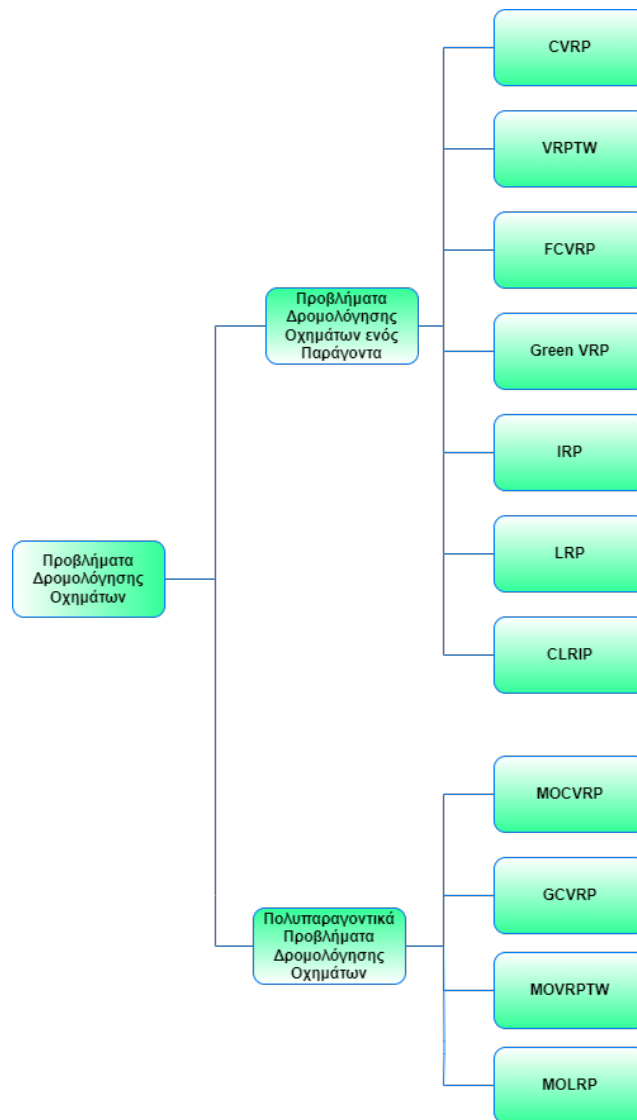 Προβλήματα
Δρομολόγησης
Οχημάτων
Προβλήματα
Δρομολόγησης
Οχημάτων ενός
Παράγοντα
CVRP
VRPTW
FCVRP
Green VRP
IRP
LRP
CLRIP
Πολυπαραγοντικά
Προβλήματα
Δρομολόγησης
Οχημάτων
MOCVRP
GCVRP
MOVRPTW
MOLRP